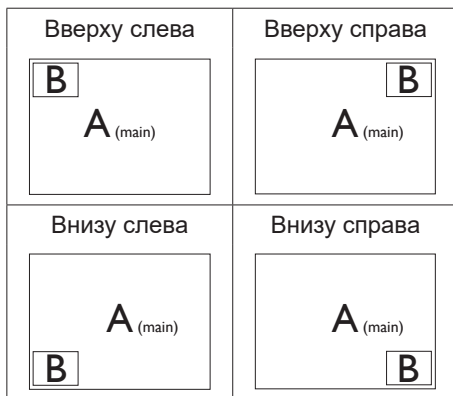 Вверху слева
Вверху справа
B
A (main)
B
A (main)
Внизу слева
Внизу справа
A (main)
B
A (main)
B